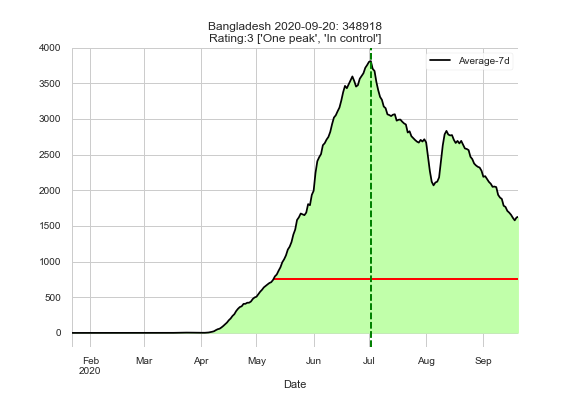 Bangladesh 2020-09-20: 348918
Rating:3 ['One peak', 'In control']
Average-7d
4000
3500
3000
2500
2000
1500
1000
500
0
Feb Mar Apr May Jun Jul Aug Sep
2020
Date